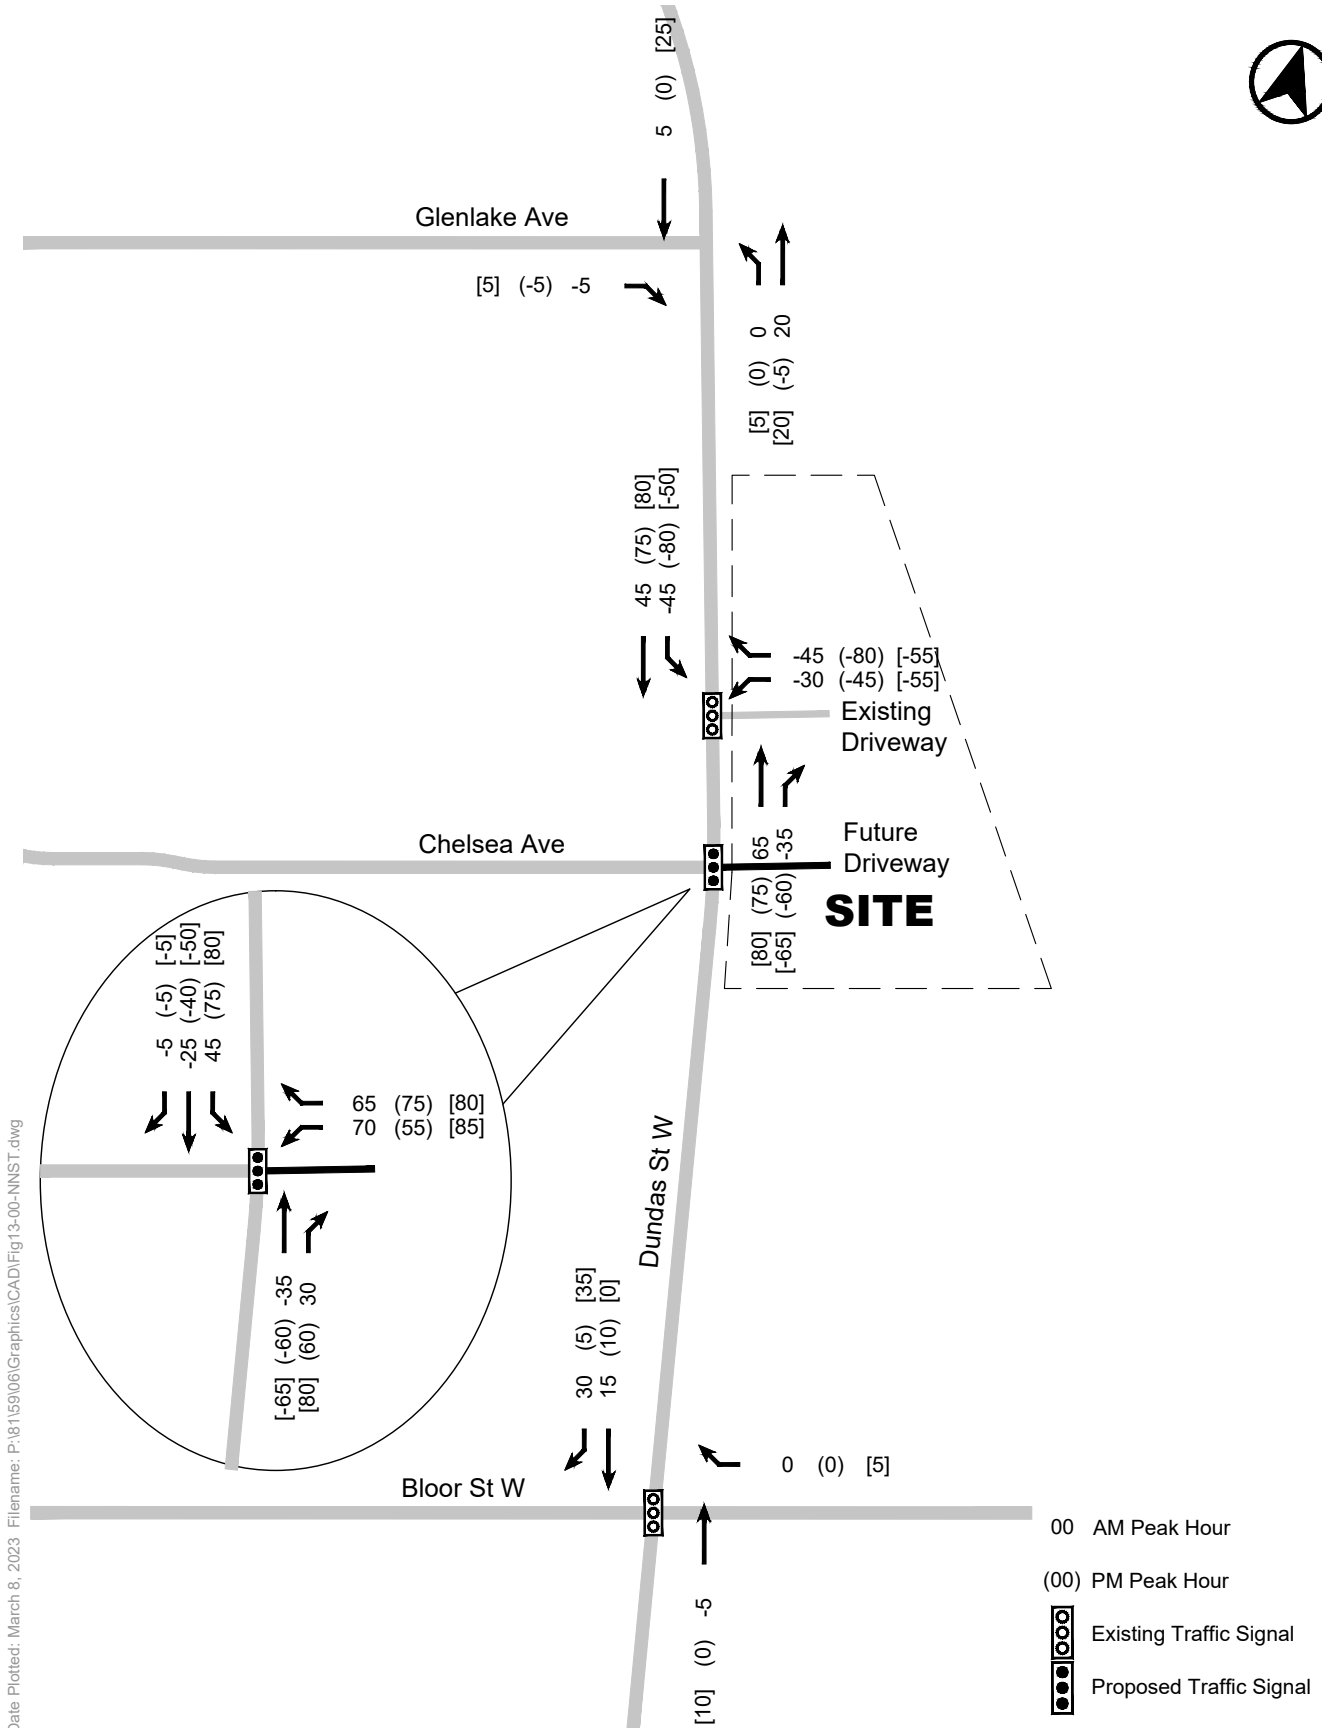 5 (0) [25]
Glenlake Ave
[5] (-5) -5
[5] (0) 0
[20] (-5) 20
45 (75) [80]
-45 (-80) [-50]
-45 (-80) [-55]
-30 (-45) [-55]
Existing
Driveway
[80] (75) 65
[-65] (-60) -35
Chelsea Ave
Future
Driveway
SITE
-5 (-5) [-5]
-25 (-40) [-50]
45 (75) [80]
65 (75) [80]
70 (55) [85]
[-65] (-60) -35
[80] (60) 30
Dundas St W
30 (5) [35]
15 (10) [0]
0 (0) [5]
Bloor St W
[10] (0) -5
00 AM Peak Hour
(00) PM Peak Hour
Existing Traffic Signal
Proposed Traffic Signal
Date Plotted: March 8, 2023 Filename: P:\81\59\06\Graphics\CAD\Fig13-00-NNST.dwg